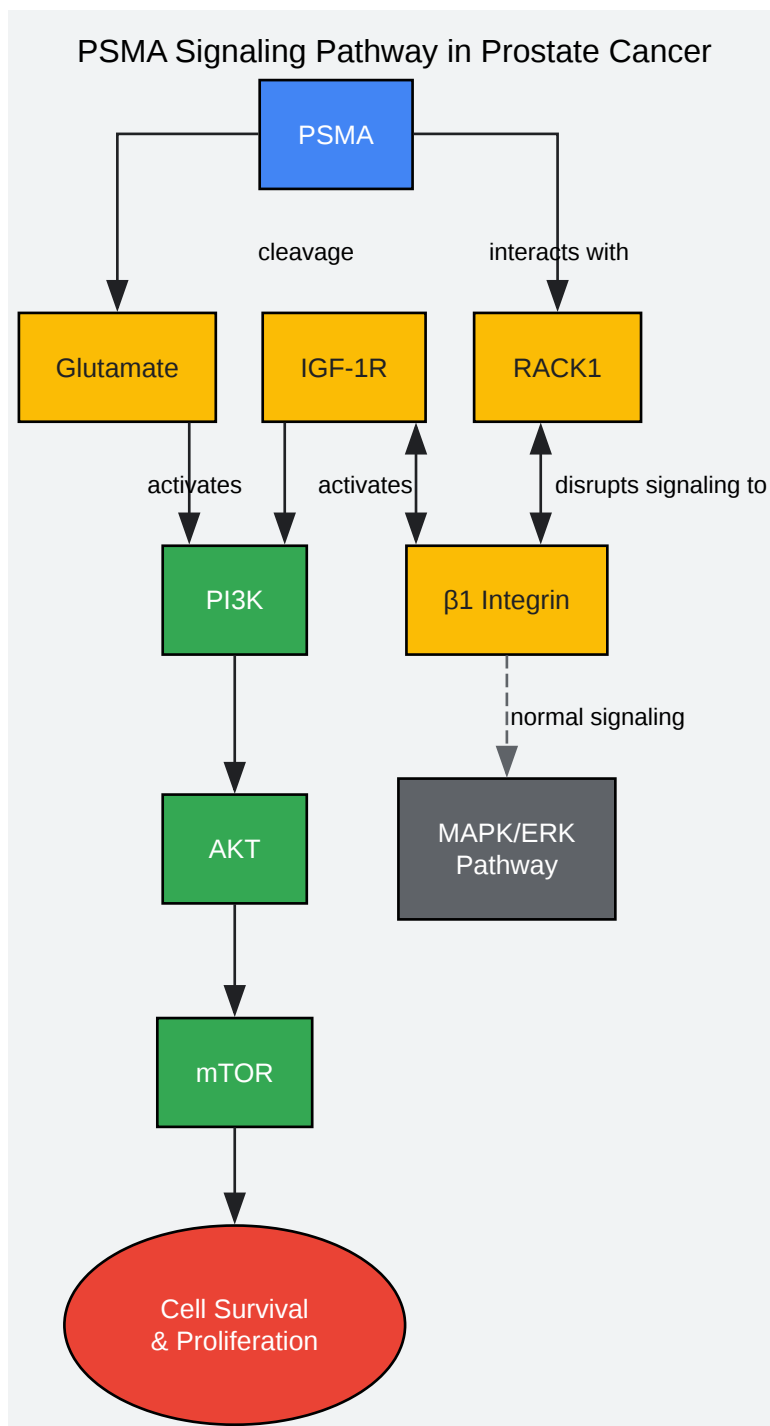 PSMA Signaling Pathway in Prostate Cancer
PSMA
cleavage
interacts with
Glutamate
IGF-1R
RACK1
activates
activates
disrupts signaling to
PI3K
β1 Integrin
normal signaling
AKT
MAPK/ERK
Pathway
mTOR
Cell Survival
& Proliferation